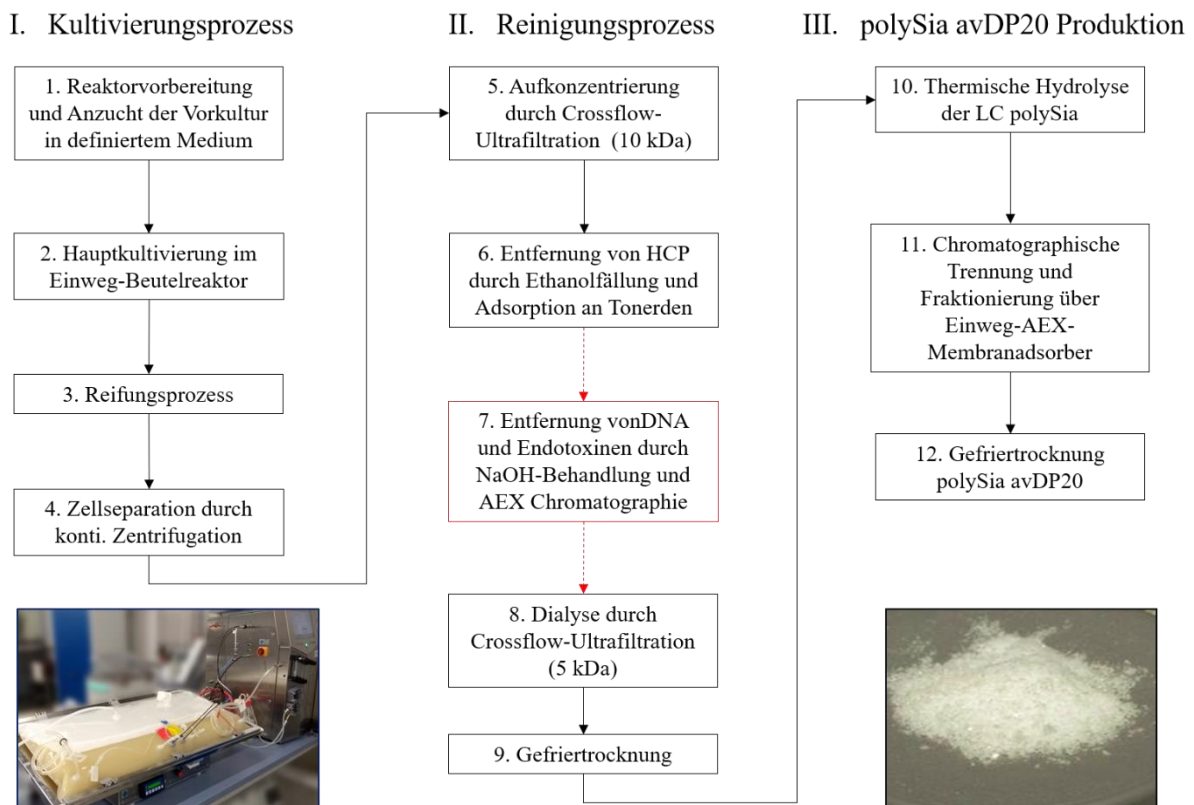 I. Kultivierungsprozess
1. Reaktorvorbereitung
und Anzucht der Vorkultur
in definiertem Medium
2. Hauptkultivierung im
Einweg-Beutelreaktor
3. Reifungsprozess
4. Zellseparation durch
konti. Zentrifugation
II. Reinigungsprozess
5. Aufkonzentrierung
durch Crossflow-
Ultrafiltration (10 kDa)
6. Entfernung von HCP
durch Ethanolfällung und
Adsorption an Tonerden
7. Entfernung vonDNA
und Endotoxinen durch
NaOH-Behandlung und
AEX Chromatographie
8. Dialyse durch
Crossflow-Ultrafiltration
(5 kDa)
9. Gefriertrocknung
III. polySia avDP20 Produktion
10. Thermische Hydrolyse
der LC polySia
11. Chromatographische
Trennung und
Fraktionierung über
Einweg-AEX-
Membranadsorber
12. Gefriertrocknung
polySia avDP20